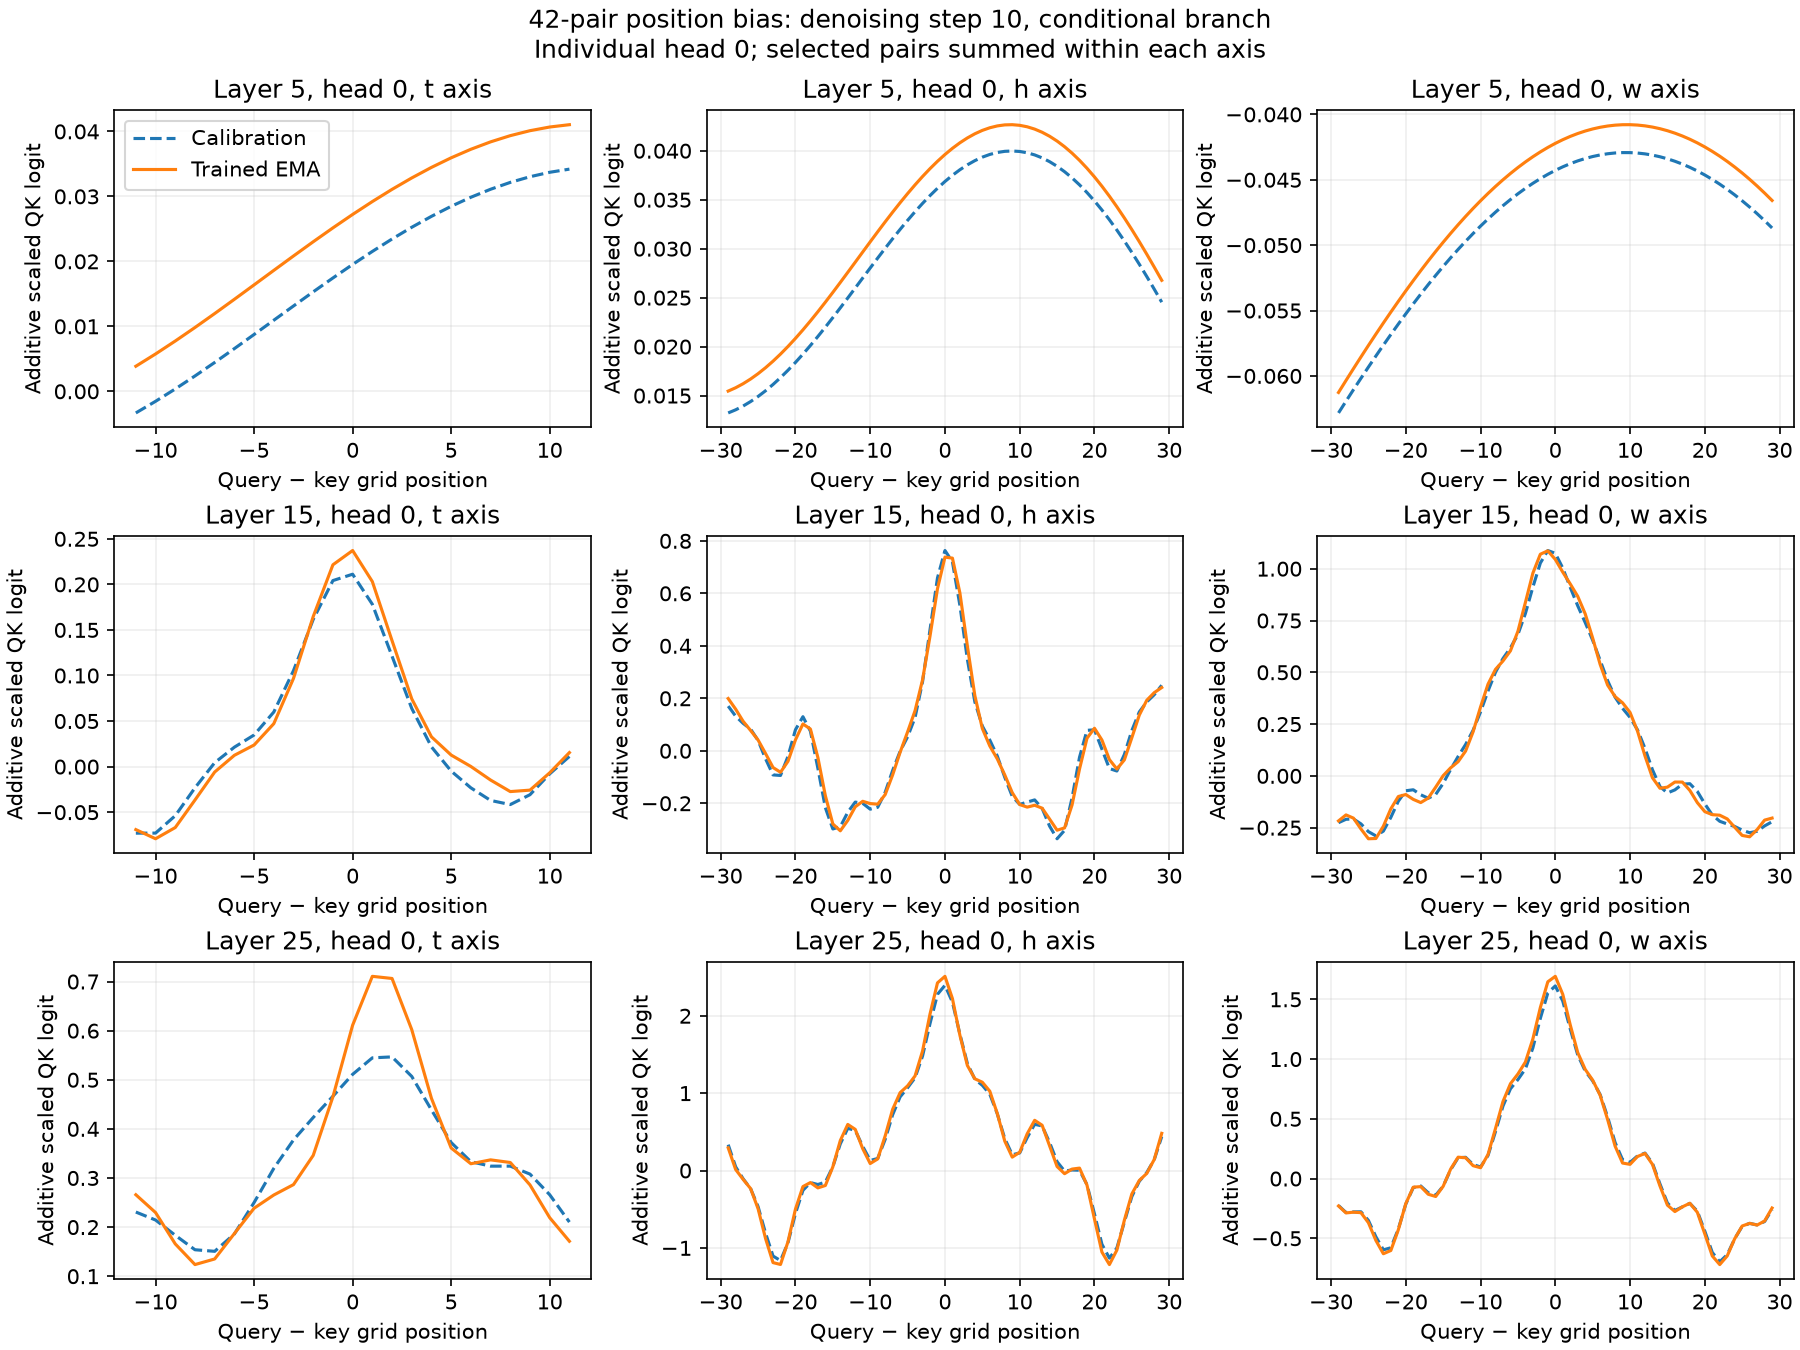 42-pair position bias: denoising step 10, conditional branch
Individual head 0; selected pairs summed within each axis
Layer 5, head 0, t axis
Additive scaled QK logit
0.04
0.03
0.02
0.01
0.00
Calibration
Trained EMA
−10 −5 0 5 10
Query − key grid position
Layer 5, head 0, h axis
Additive scaled QK logit
0.040
0.035
0.030
0.025
0.020
0.015
−30 −20 −10 0 10 20 30
Query − key grid position
Layer 5, head 0, w axis
Additive scaled QK logit
−0.040
−0.045
−0.050
−0.055
−0.060
−30 −20 −10 0 10 20 30
Query − key grid position
Layer 15, head 0, t axis
Additive scaled QK logit
0.25
0.20
0.15
0.10
0.05
0.00
−0.05
−10 −5 0 5 10
Query − key grid position
Layer 15, head 0, h axis
Additive scaled QK logit
0.8
0.6
0.4
0.2
0.0
−0.2
−30 −20 −10 0 10 20 30
Query − key grid position
Layer 15, head 0, w axis
Additive scaled QK logit
1.00
0.75
0.50
0.25
0.00
−0.25
−30 −20 −10 0 10 20 30
Query − key grid position
Layer 25, head 0, t axis
Additive scaled QK logit
0.7
0.6
0.5
0.4
0.3
0.2
0.1
−10 −5 0 5 10
Query − key grid position
Layer 25, head 0, h axis
Additive scaled QK logit
2
1
0
−1
−30 −20 −10 0 10 20 30
Query − key grid position
Layer 25, head 0, w axis
Additive scaled QK logit
1.5
1.0
0.5
0.0
−0.5
−30 −20 −10 0 10 20 30
Query − key grid position